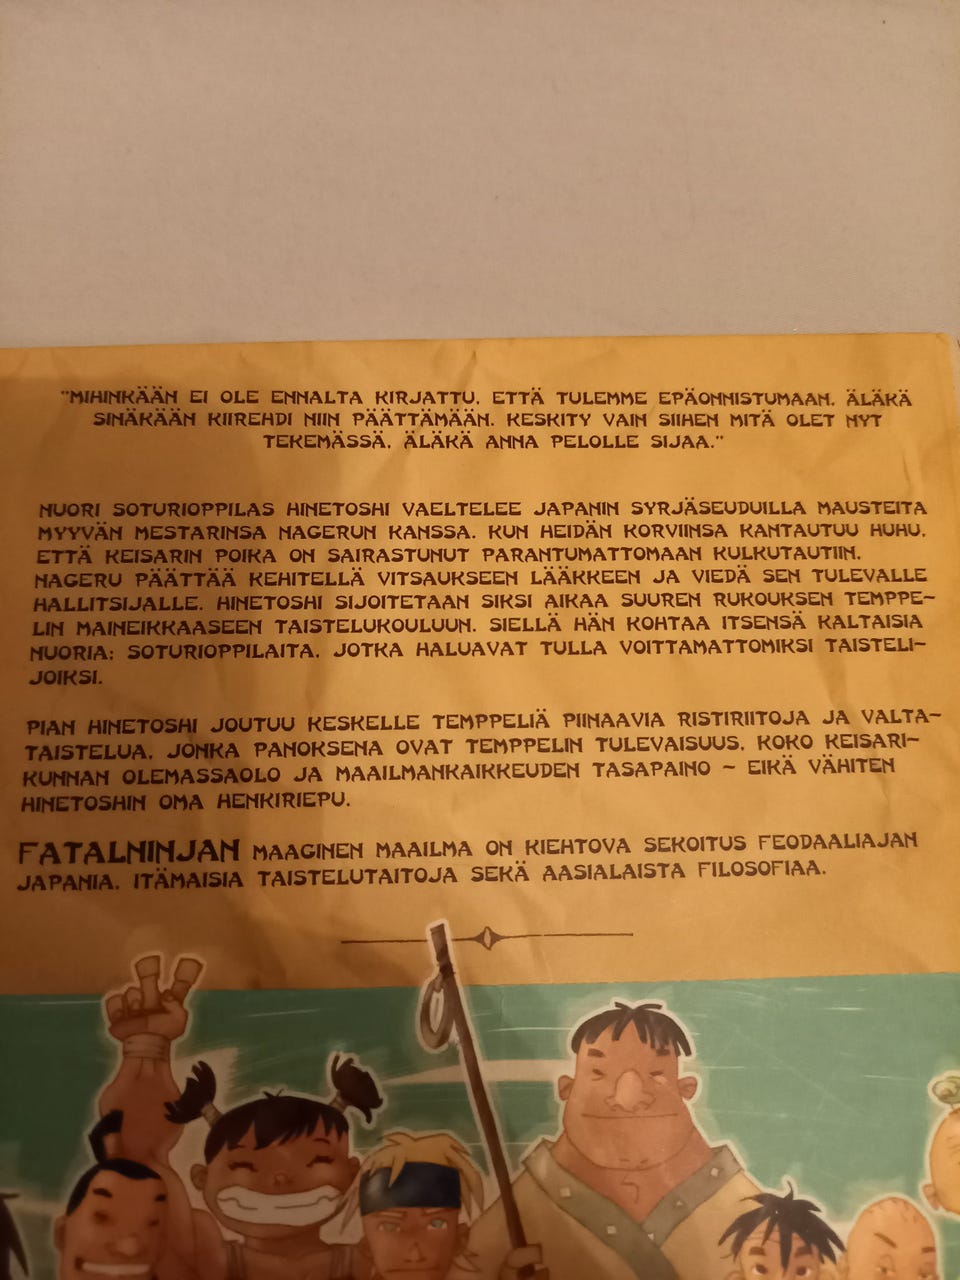 "MIHINKÄÄN EI OLE ENNALTA KIRJATTU, ETTÄ TULEMME EPÄONNISTUMAAN. ÄLÄKÄ
SINÄKÄÄN KIIREHDI NIIN PÄÄTTÄMÄÄN. KESKITY VAIN SIIHEN MITÄ OLET NYT
TEKEMÄSSÄ, ÄLÄKÄ ANNA PELOLLE SIJAA."
NUORI SOTURIOPPILAS HINETOSHI VAELTELEE JAPANIN SYRJÄSEUDUILLA MAUSTEITA
MYYVÄN MESTARINSA NAGERUN KANSSA. KUN HEIDÄN KORVIINSA KANTAUTUU HUHU,
ETTÄ KEISARIN POIKA ON SAIRASTUNUT PARANTUMATTOMAAN KULKUTAUTIIN,
NAGERU PÄÄTTÄÄ KEHITELLÄ VITSAUKSEEN LÄÄKKEEN JA VIEDÄ SEN TULEVALLE
HALLITSIJALLE. HINETOSHI SIJOITETAAN SIKSI AIKAA SUUREN RUKOUKSEN TEMPPE-
LIN MAINEIKKAASEEN TAISTELUKOULUUN. SIELLÄ HÄN KOHTAA ITSENSÄ KALTAISIA
NUORIA: SOTURIOPPILAITA, JOTKA HALUAVAT TULLA VOITTAMATTOMIKSI TAISTELI-
JOIKSI.
PIAN HINETOSHI JOUTUU KESKELLE TEMPPELIÄ PIINAAVIA RISTIRIITOJA JA VALTA-
TAISTELUA, JONKA PANOKSENA OVAT TEMPPELIN TULEVAISUUS, KOKO KEISARI-
KUNNAN OLEMASSAOLO JA MAAILMANKAIKKEUDEN TASAPAINO – EIKÄ VÄHITEN
HINETOSHIN OMA HENKIRIEPU.
FATALNINJAN MAAGINEN MAAILMA ON KIEHTOVA SEKOITUS FEODAALIAJAN
JAPANIA, ITÄMAISIA TAISTELUTAITOJA SEKÄ AASIALAISTA FILOSOFIAA.